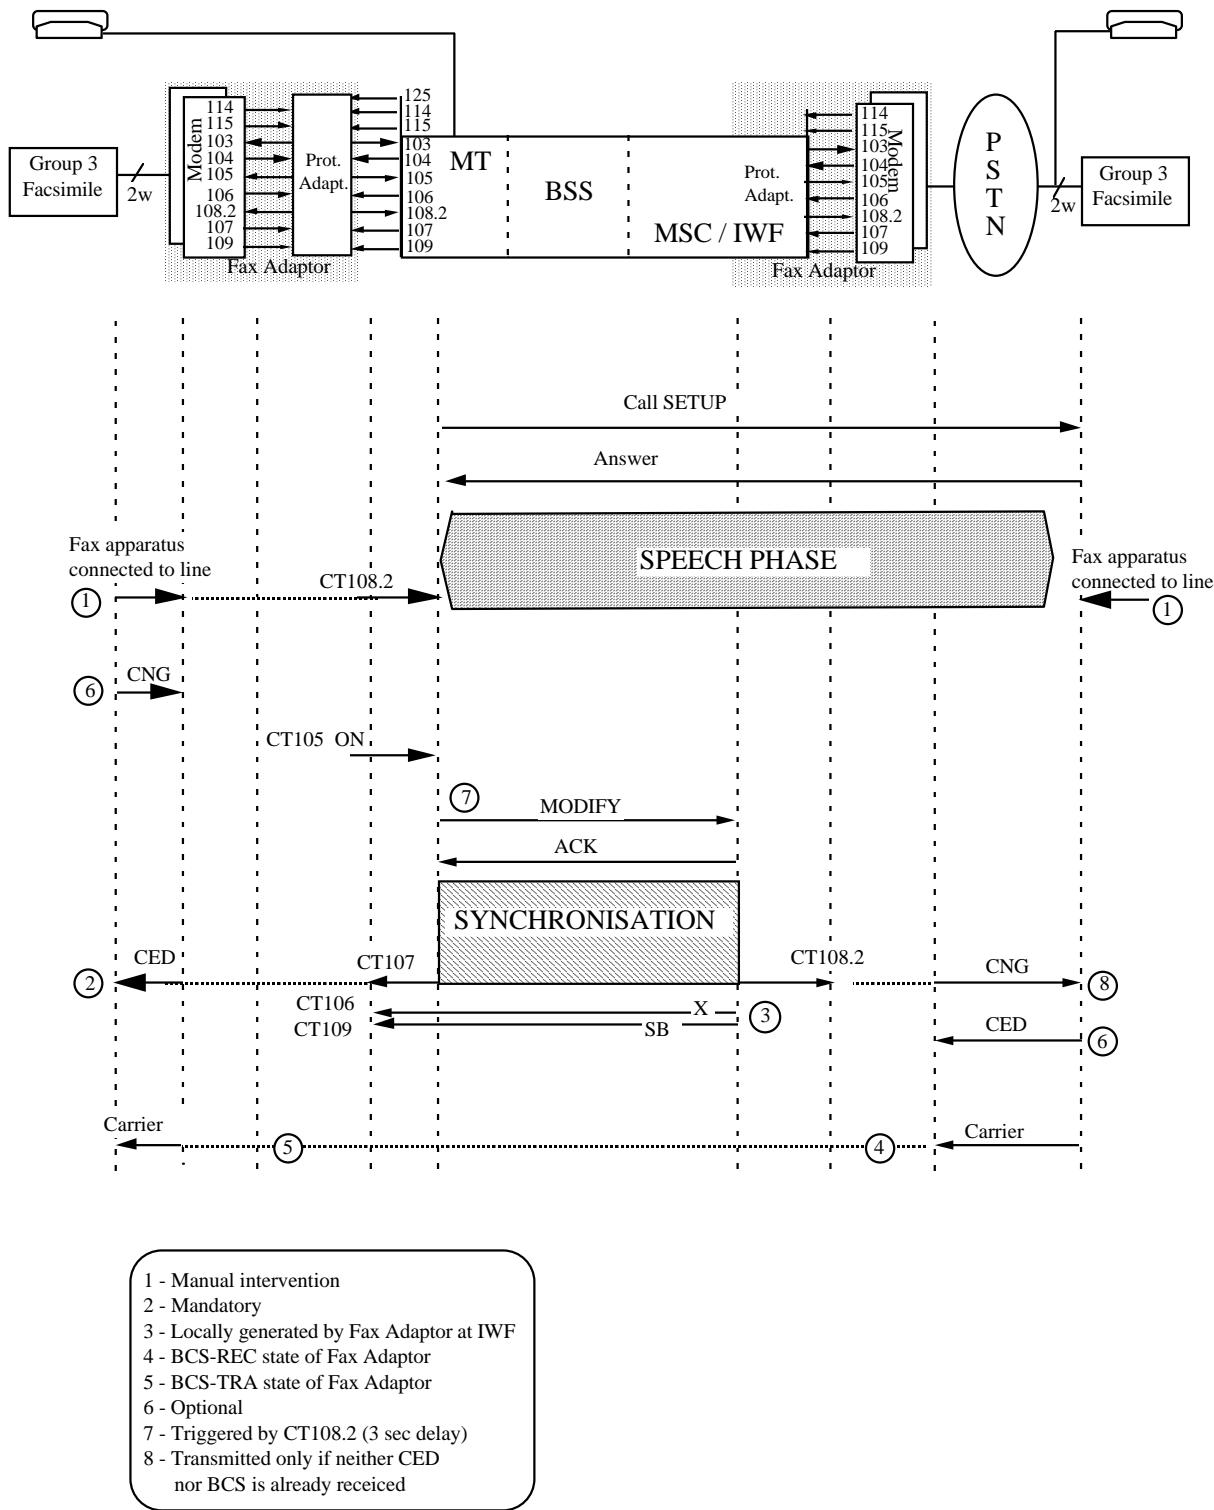 125
114
115
103
104
105
106
108.2
107
109
Modem
114
115
103
104
105
106
108.2
107
109
Prot.
Adapt.
Group 3
Facsimile
2w
Fax Adaptor
MT
BSS
MSC / IWF
Prot.
Adapt.
114
115
103
104
105
106
108.2
107
109
Modem
Fax Adaptor
P
S
T
N
2w
Group 3
Facsimile
Call SETUP
Answer
SPEECH PHASE
Fax apparatus
connected to line
1
CT108.2
Fax apparatus
connected to line
1
6
CNG
CT105 ON
7
MODIFY
ACK
SYNCHRONISATION
2
CED
CT107
CT108.2
CNG
8
CT106
X
3
CT109
SB
CED
6
Carrier
5
4
Carrier
1 - Manual intervention
2 - Mandatory
3 - Locally generated by Fax Adaptor at IWF
4 - BCS-REC state of Fax Adaptor
5 - BCS-TRA state of Fax Adaptor
6 - Optional
7 - Triggered by CT108.2 (3 sec delay)
8 - Transmitted only if neither CED
nor BCS is already receiced